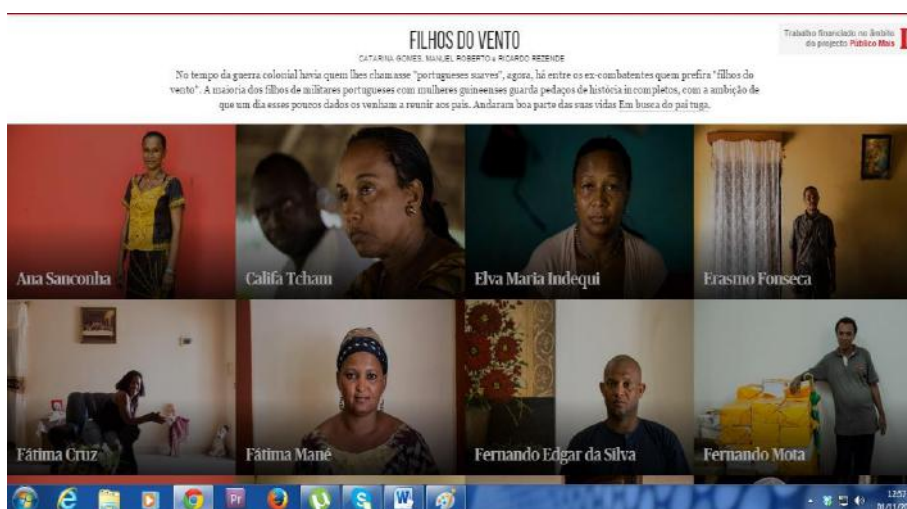 FILHOS DO VENTO
CATARINA GOMES, MANUEL ROBERTO e RICARDO REZENDE
Trabalho financiado no âmbito
do projecto Público Mais
No tempo da guerra colonial havia quem lhes chamasse "portugueses suaves", agora, há entre os ex-combatentes quem prefira "filhos do
vento". A maioria dos filhos de militares portugueses com mulheres guineenses guarda pedaços de história incompletos, com a ambição de
que um dia esses poucos dados os venham a reunir aos pais. Andaram boa parte das suas vidas Em busca do pai tuga.
Ana Sanconha
Califa Tcham
Elva Maria Indequi
Erasmo Fonseca
Fátima Cruz
Fátima Mané
Fernando Edgar da Silva
Fernando Mota
Pr
W
12:57